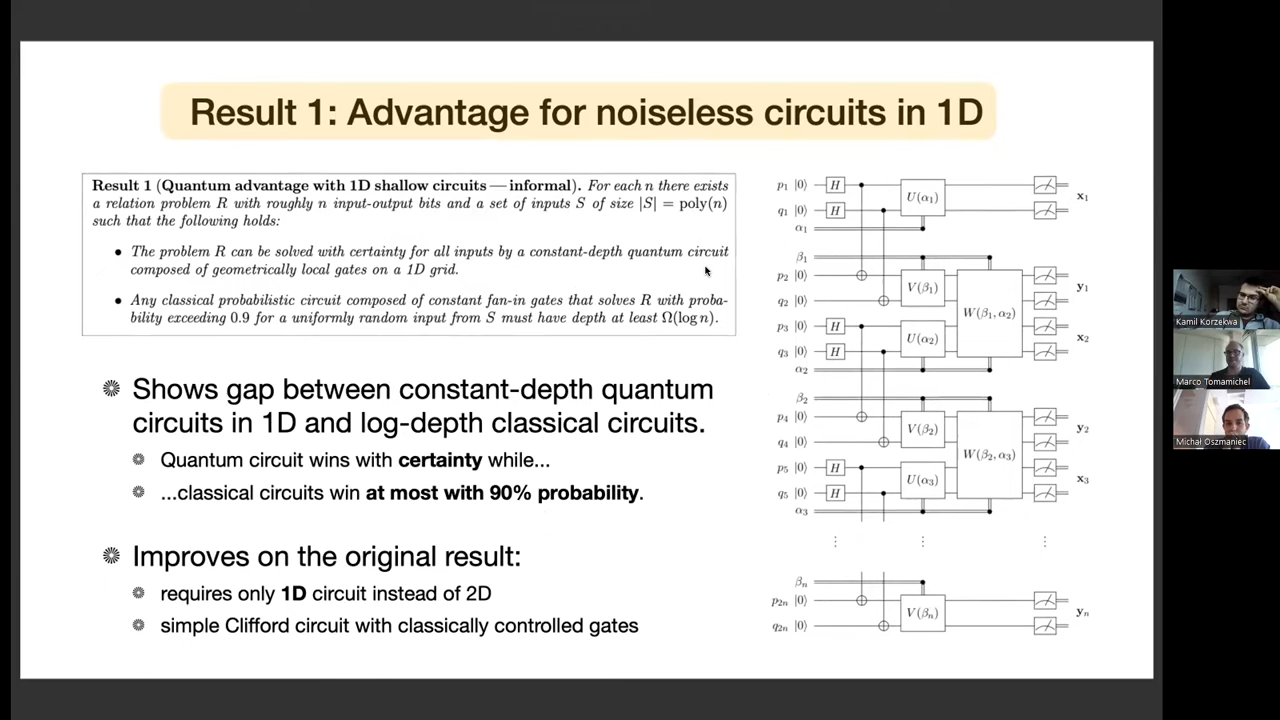 Result 1: Advantage for noiseless circuits in 1D
Result 1 (Quantum advantage with 1D shallow circuits — informal). For each n there exists
a relation problem R with roughly n input-output bits and a set of inputs S of size |S| = poly(n)
such that the following holds:
• The problem R can be solved with certainty for all inputs by a constant-depth quantum circuit
composed of geometrically local gates on a 1D grid.
• Any classical probabilistic circuit composed of constant fan-in gates that solves R with proba-
bility exceeding 0.9 for a uniformly random input from S must have depth at least Ω(log n).
Shows gap between constant-depth quantum
circuits in 1D and log-depth classical circuits.
Quantum circuit wins with certainty while...
...classical circuits win at most with 90% probability.
Improves on the original result:
requires only 1D circuit instead of 2D
simple Clifford circuit with classically controlled gates
p₁ |0⟩ H U(α₁)
x₁
q₁ |0⟩ H
α₁
β₁
p₂ |0⟩ V(β₁)
y₁
q₂ |0⟩
W(β₁, α₂)
p₃ |0⟩ H U(α₂)
x₂
q₃ |0⟩ H
α₂
β₂
p₄ |0⟩ V(β₂)
y₂
q₄ |0⟩
W(β₂, α₃)
p₅ |0⟩ H U(α₃)
x₃
q₅ |0⟩ H
α₃
⋮ ⋮ ⋮
βₙ
p₂ₙ |0⟩ V(βₙ)
yₙ
q₂ₙ |0⟩
Kamil Korzekwa
Marco Tomamichel
Michał Oszmaniec